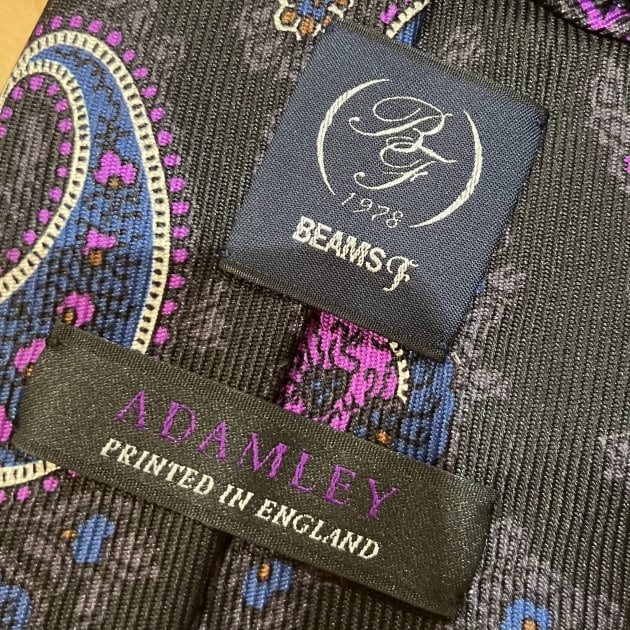 BF
1978
BEAMS F
ADAMLEY
PRINTED IN ENGLAND